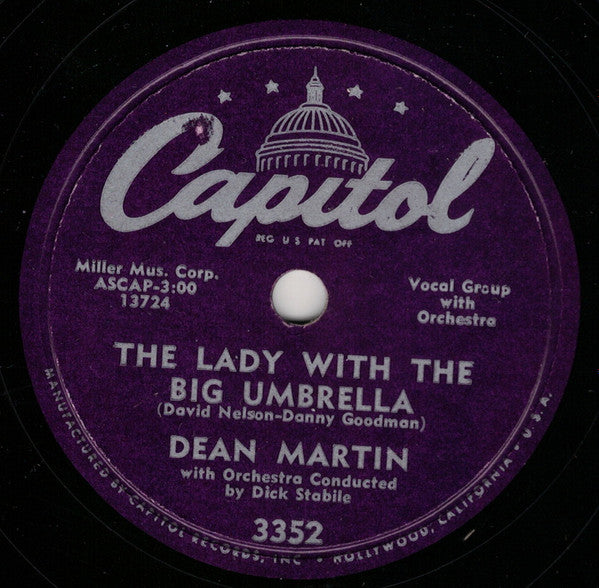 Capitol
REG US PAT OFF
Miller Mus. Corp.
ASCAP-3:00
13724
Vocal Group
with
Orchestra
THE LADY WITH THE
BIG UMBRELLA
(David Nelson-Danny Goodman)
DEAN MARTIN
with Orchestra Conducted
by Dick Stabile
3352
MANUFACTURED BY CAPITOL RECORDS, INC • HOLLYWOOD, CALIFORNIA • U.S.A.